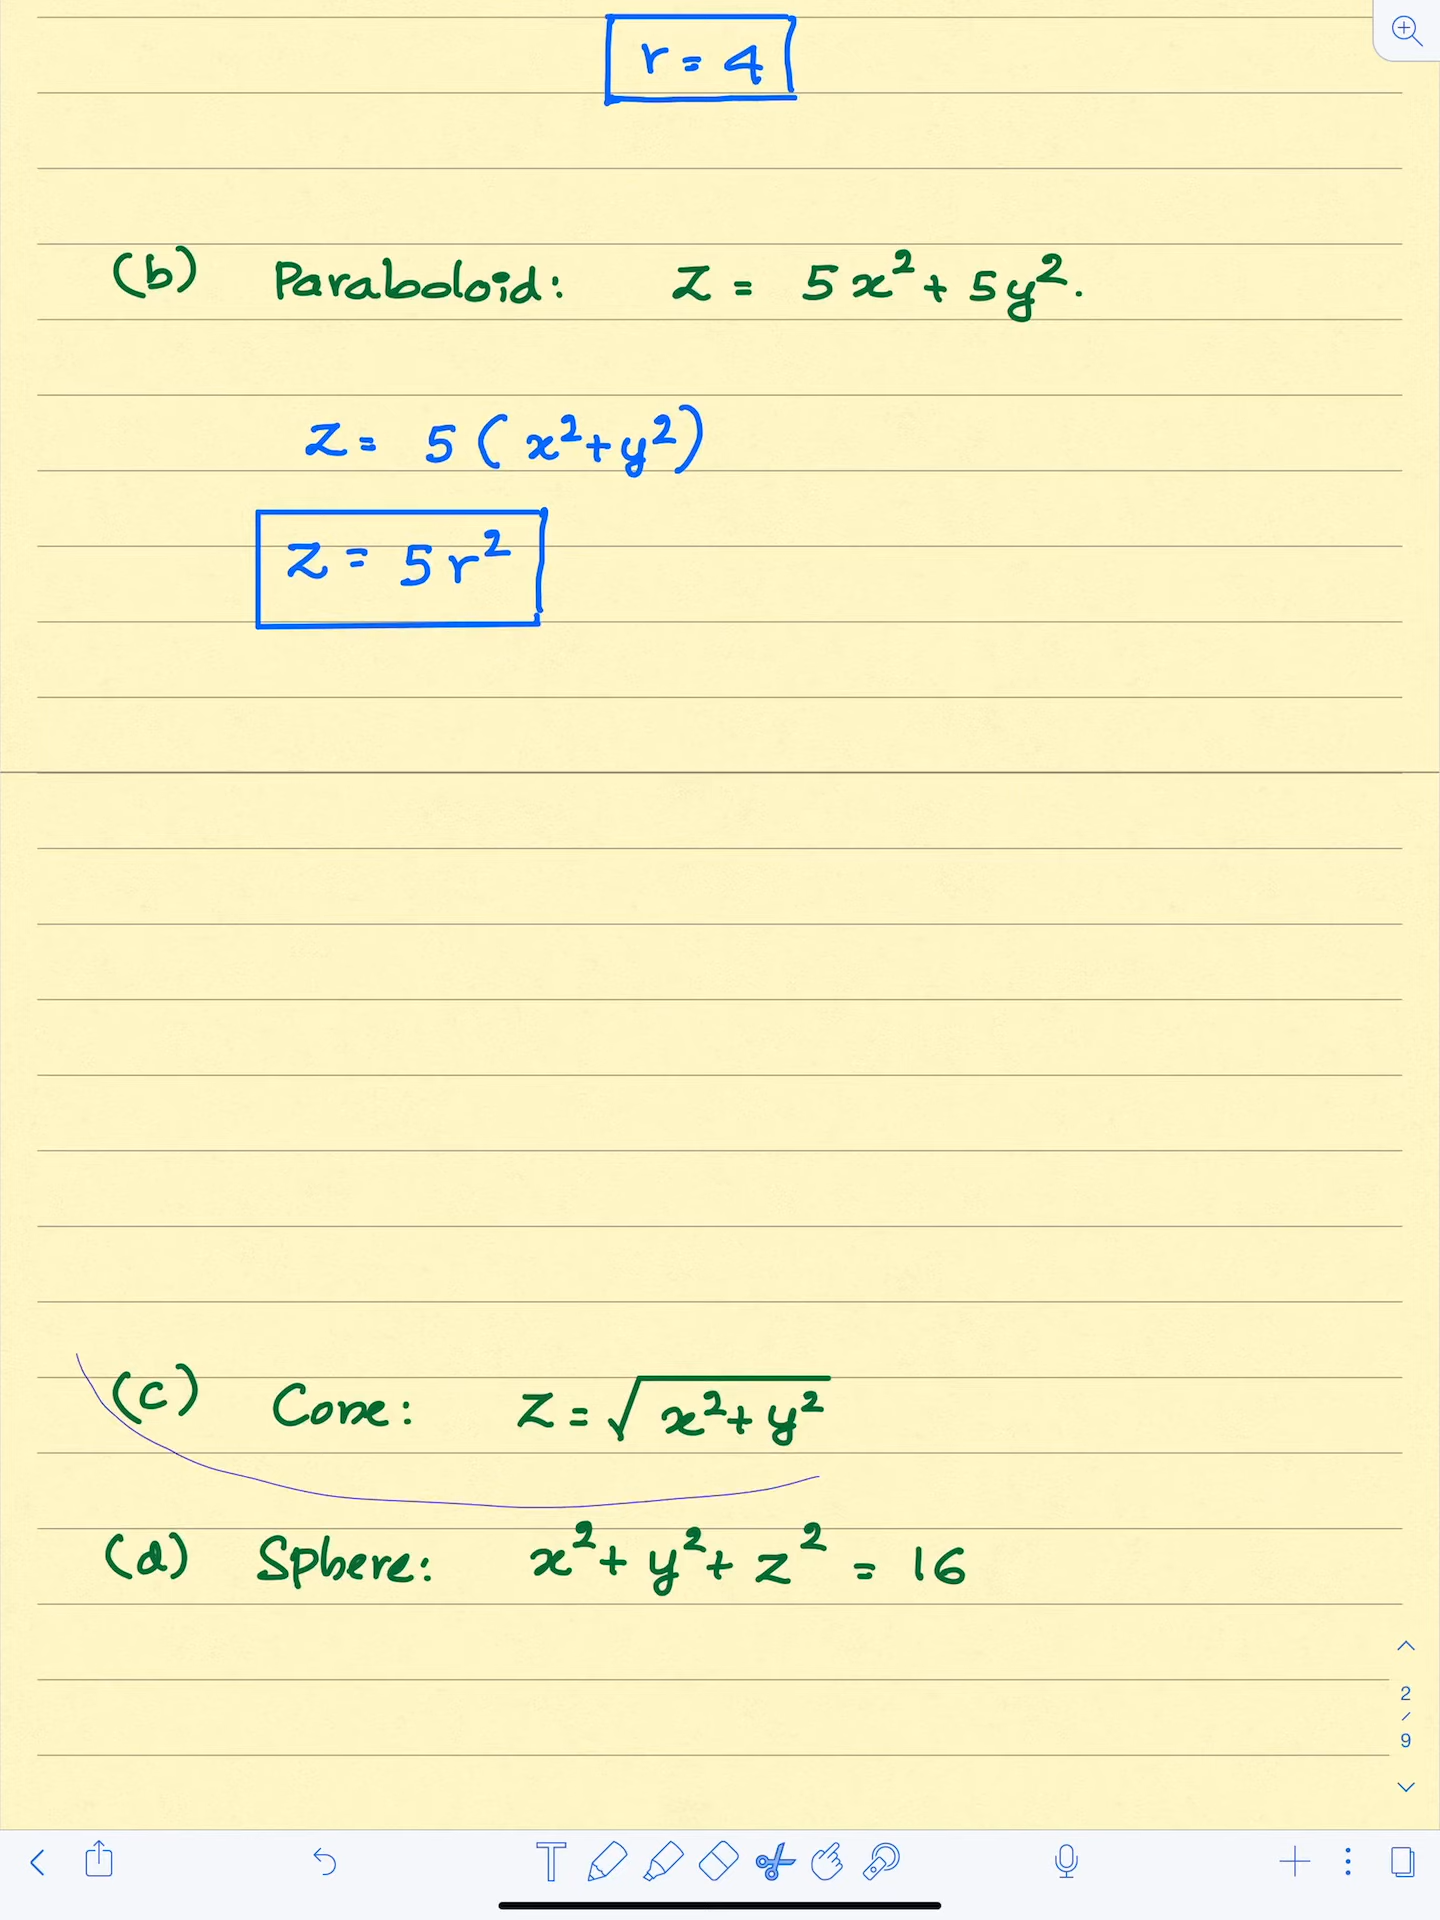 r = 4
(b) Paraboloid: z = 5x² + 5y².
z = 5(x² + y²)
z = 5r²
(c) Cone: z = √x² + y²
(d) Sphere: x² + y² + z² = 16
2
/
9
T